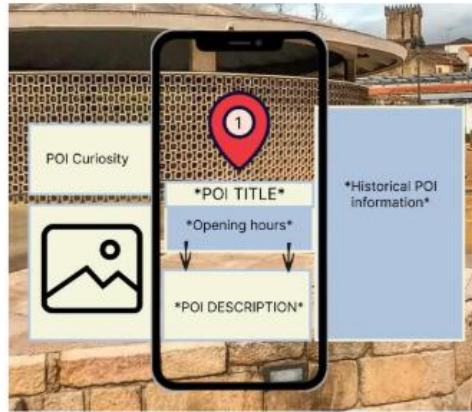 1
POI Curiosity
*POI TITLE*
*Opening hours*
*POI DESCRIPTION*
*Historical POI
information*